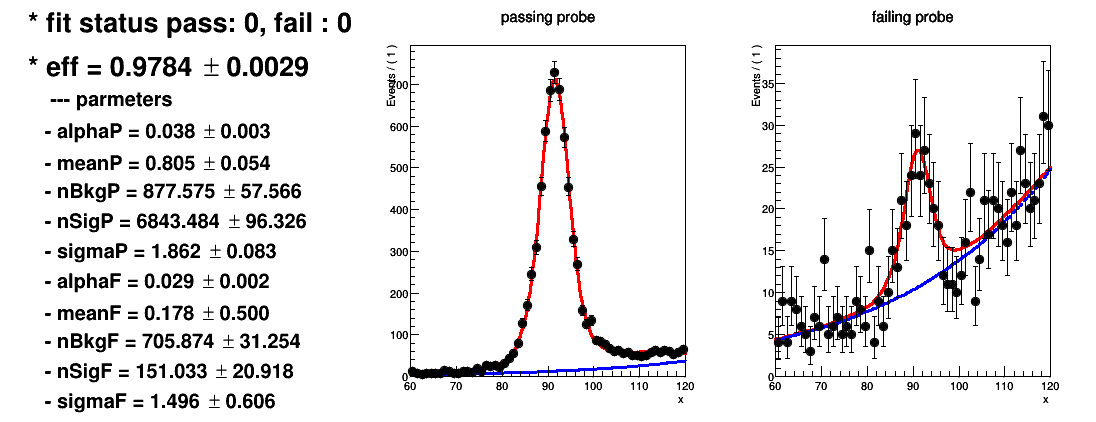 * fit status pass: 0, fail : 0
* eff = 0.9784 ± 0.0029
--- parmeters
- alphaP = 0.038 ± 0.003
- meanP = 0.805 ± 0.054
- nBkgP = 877.575 ± 57.566
- nSigP = 6843.484 ± 96.326
- sigmaP = 1.862 ± 0.083
- alphaF = 0.029 ± 0.002
- meanF = 0.178 ± 0.500
- nBkgF = 705.874 ± 31.254
- nSigF = 151.033 ± 20.918
- sigmaF = 1.496 ± 0.606
passing probe
Events / ( 1 )
700
600
500
400
300
200
100
0
60 70 80 90 100 110 120
x
failing probe
Events / ( 1 )
35
30
25
20
15
10
5
0
60 70 80 90 100 110 120
x